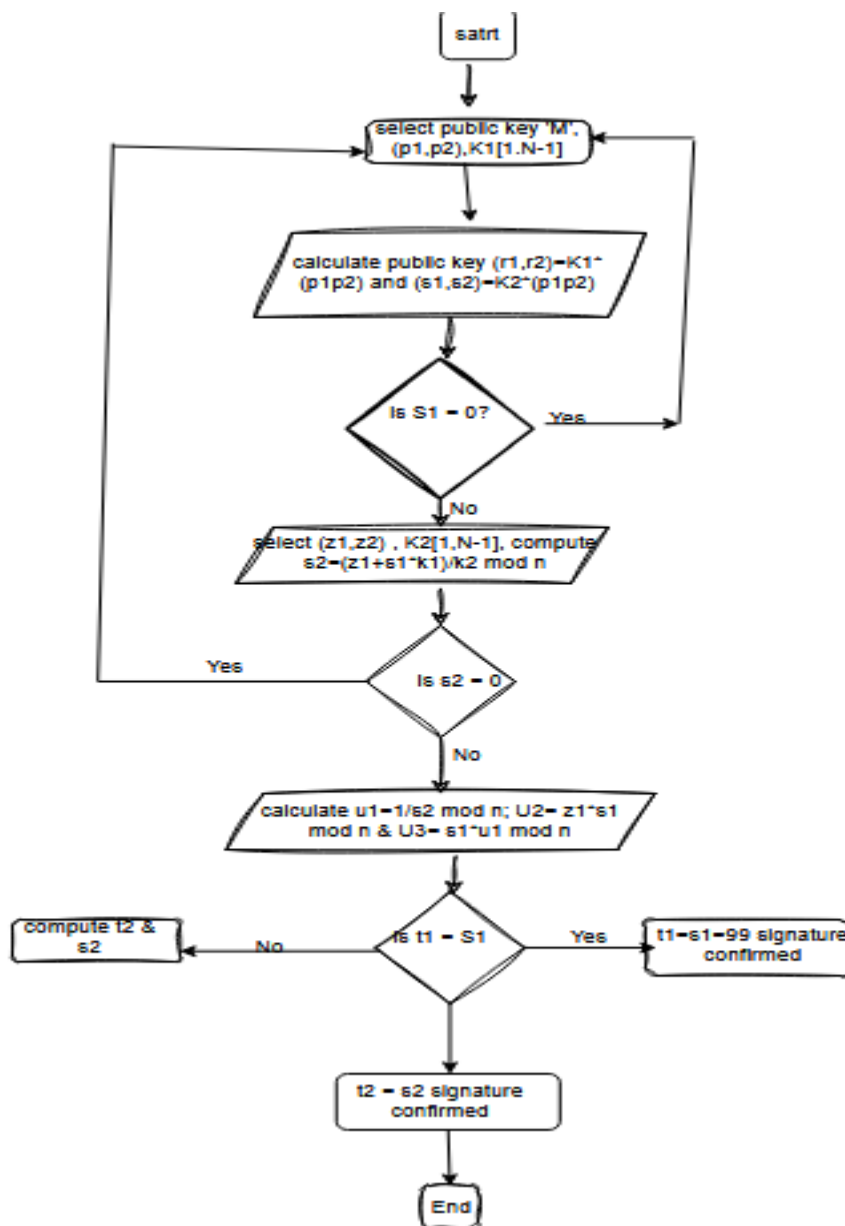 satrt
select public key 'M',
(p1,p2),K1[1.N-1]
calculate public key (r1,r2)=K1*
(p1p2) and (s1,s2)=K2*(p1p2)
Is S1 = 0?
Yes
No
select (z1,z2) , K2[1,N-1], compute
s2=(z1+s1*k1)/k2 mod n
Yes
Is s2 = 0
No
calculate u1=1/s2 mod n; U2= z1*s1
mod n & U3= s1*u1 mod n
compute t2 &
s2
No
Is t1 = S1
Yes
t1=s1=99 signature
confirmed
t2 = s2 signature
confirmed
End